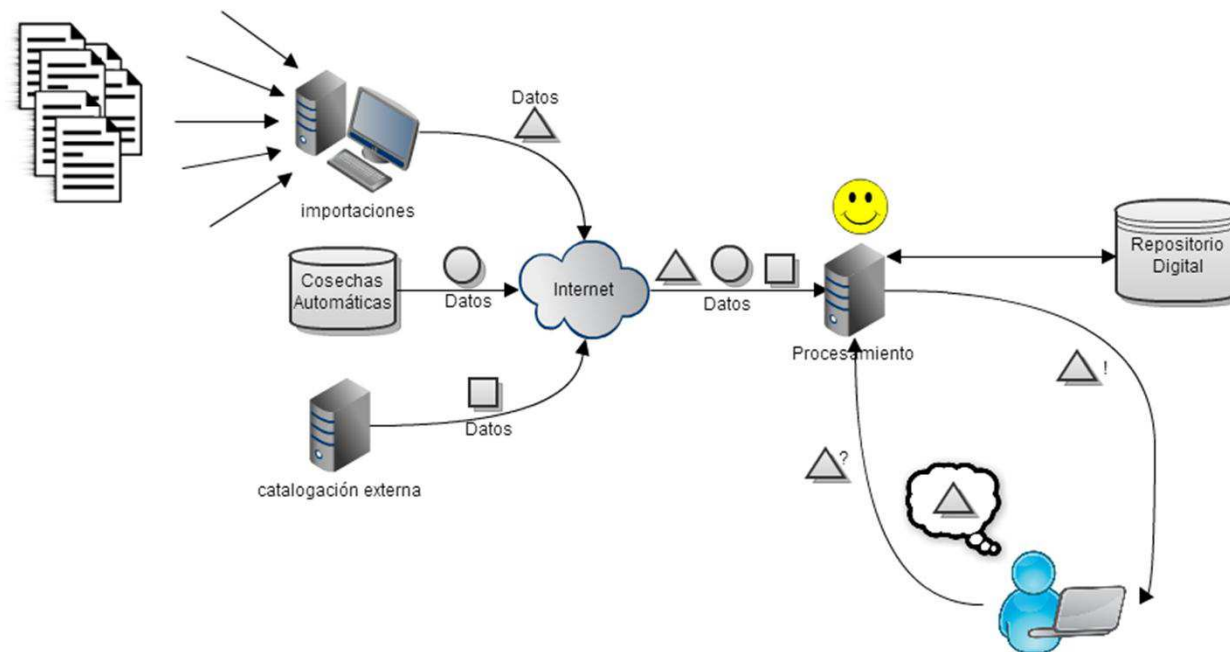 Datos
importaciones
Cosechas
Automáticas
Datos
Internet
Datos
Procesamiento
Repositorio
Digital
Datos
catalogación externa
!
?